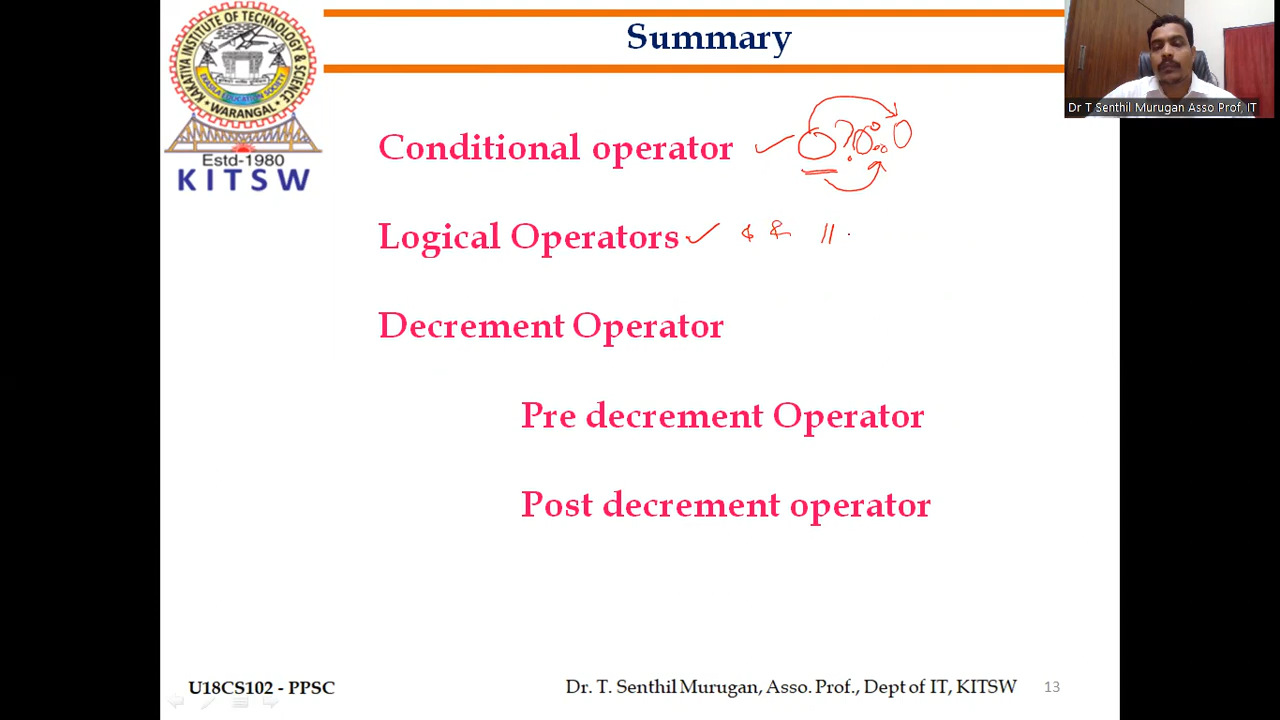 Summary
Dr T Senthil Murugan Asso Prof, IT
KAKATIYA INSTITUTE OF TECHNOLOGY & SCIENCE
WARANGAL
Estd-1980
KITSW
Conditional operator
? :
Logical Operators && ||
Decrement Operator
Pre decrement Operator
Post decrement operator
U18CS102 - PPSC
Dr. T. Senthil Murugan, Asso. Prof., Dept of IT, KITSW
13